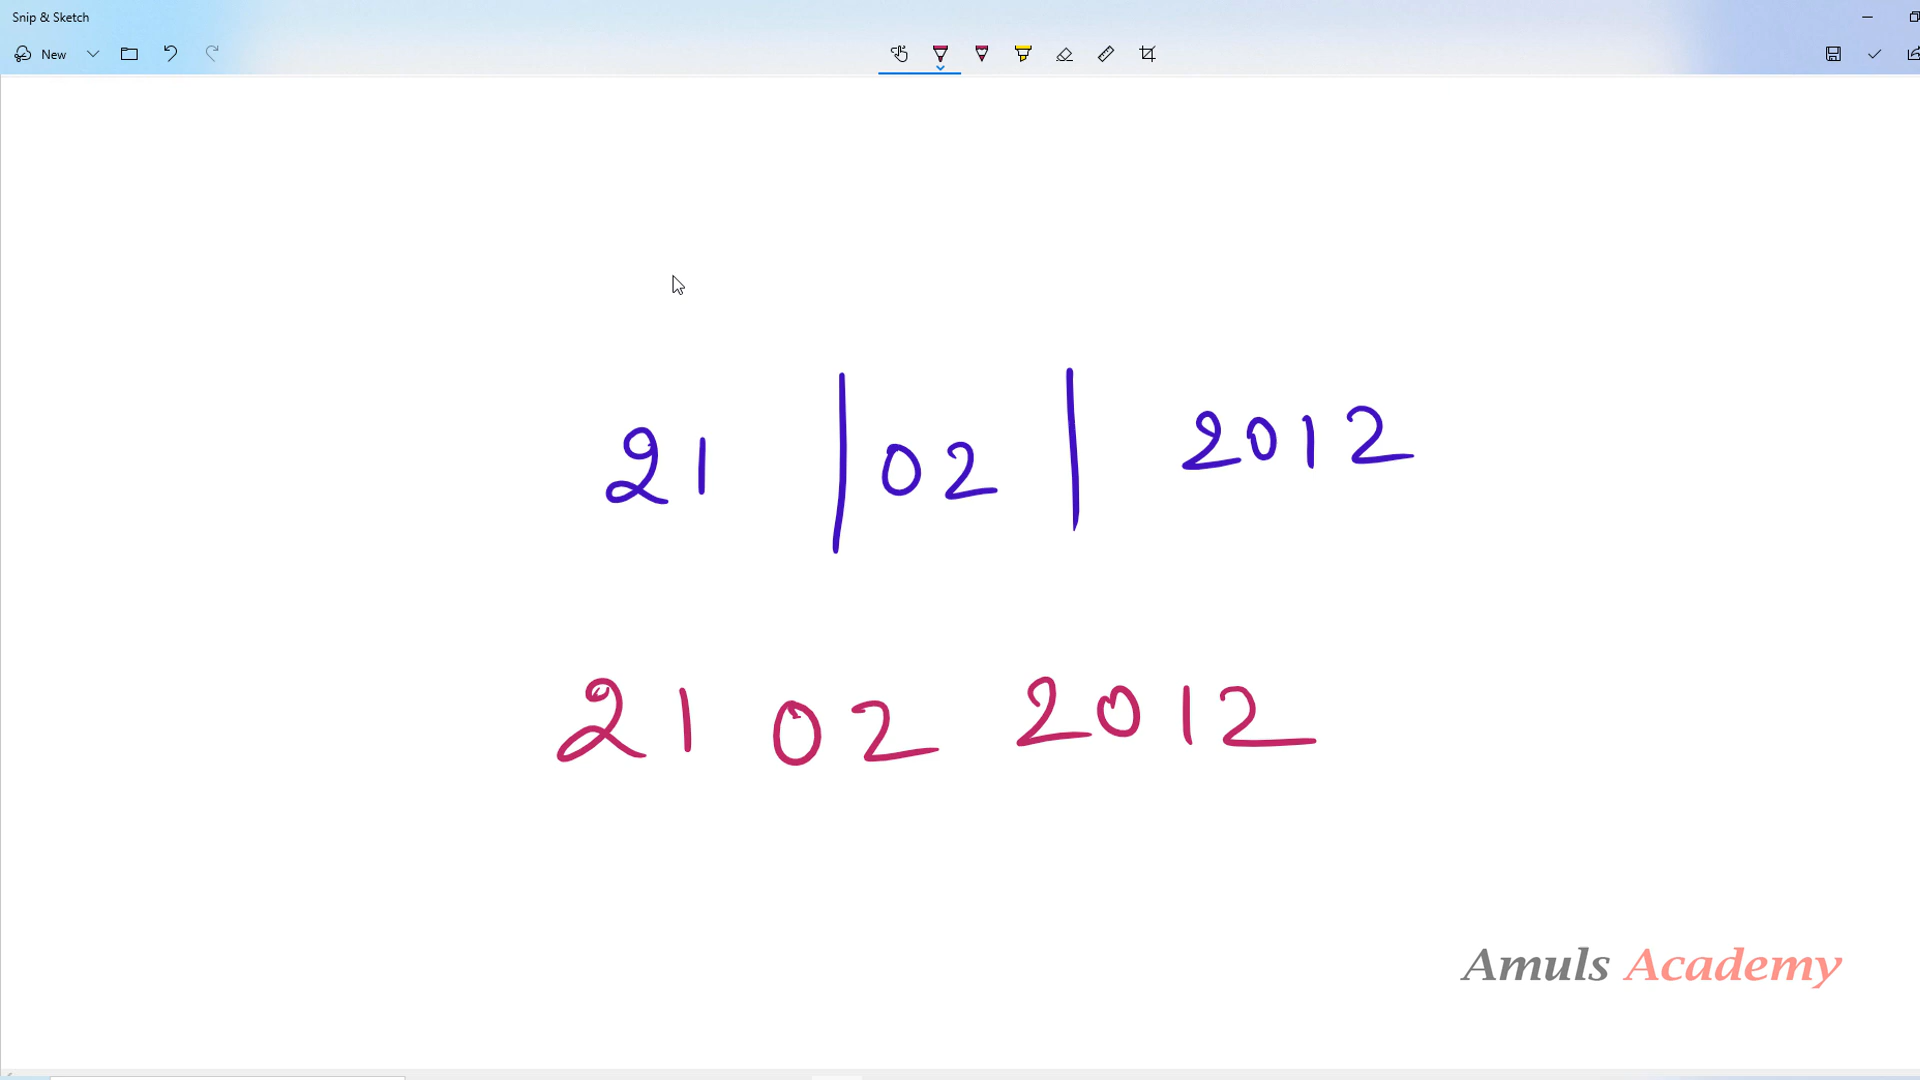 Snip & Sketch
New
21 | 02 | 2012
21 02 2012
Amuls Academy